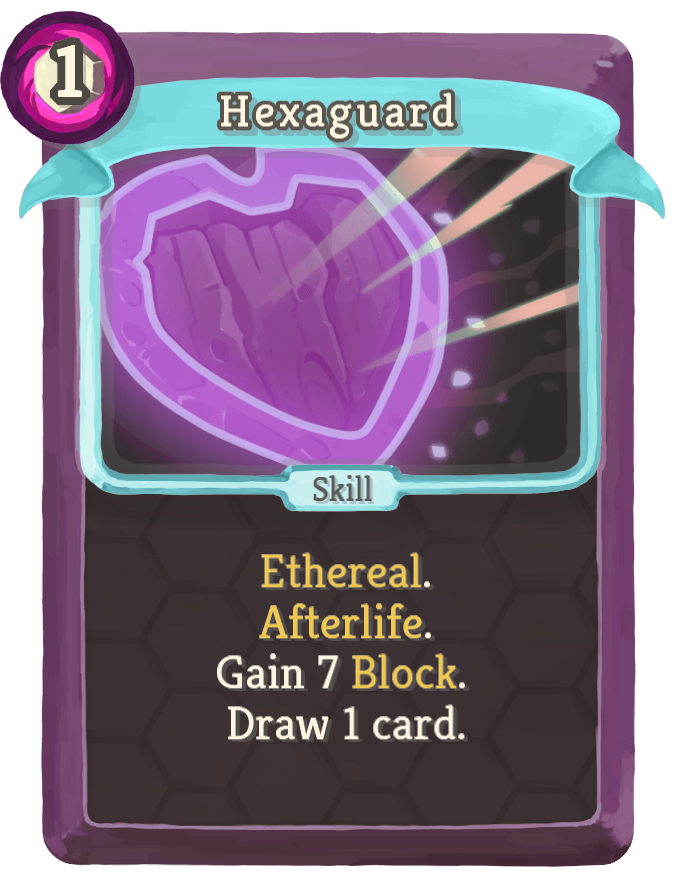 1
Hexaguard
Skill
Ethereal.
Afterlife.
Gain 7 Block.
Draw 1 card.